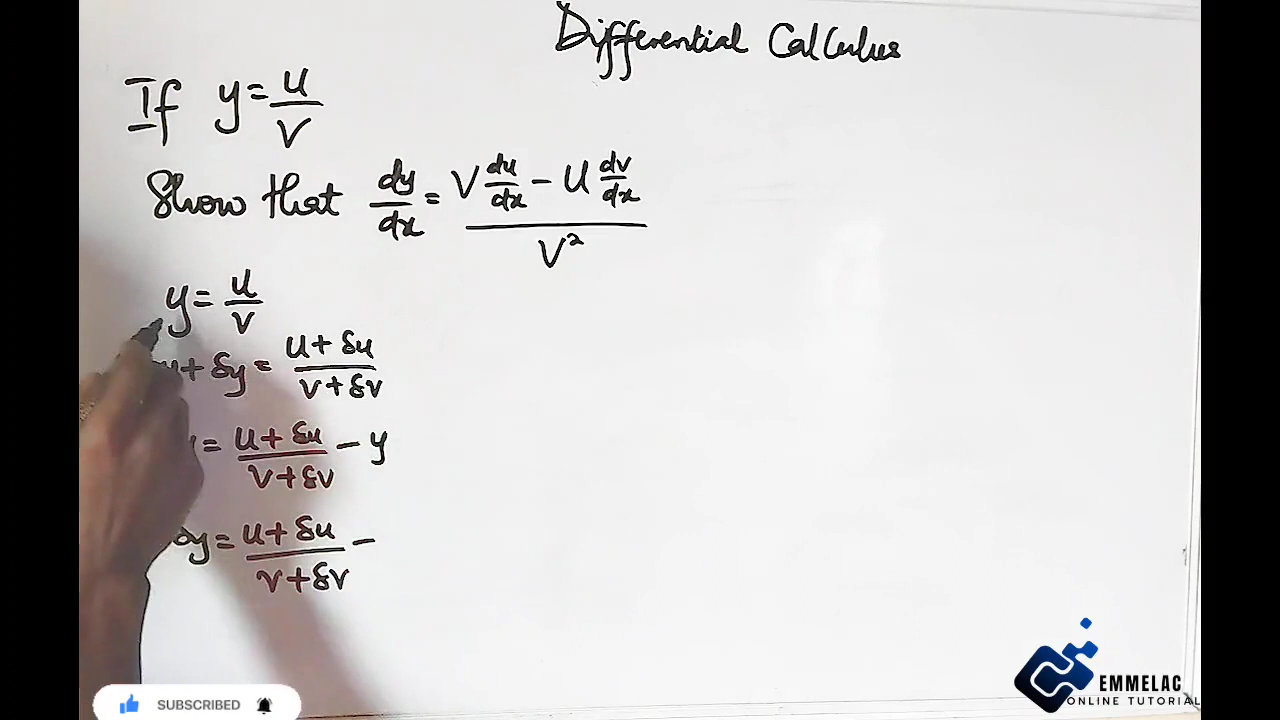 Differential Calculus
If y = u/v
Show that dy/dx = (v du/dx - u dv/dx)/v²
y = u/v
+ δy = (u + δu)/(v + δv)
= (u + δu)/(v + δv) - y
δy = (u + δu)/(v + δv) -
SUBSCRIBED
EMMELAC
ONLINE TUTORIAL